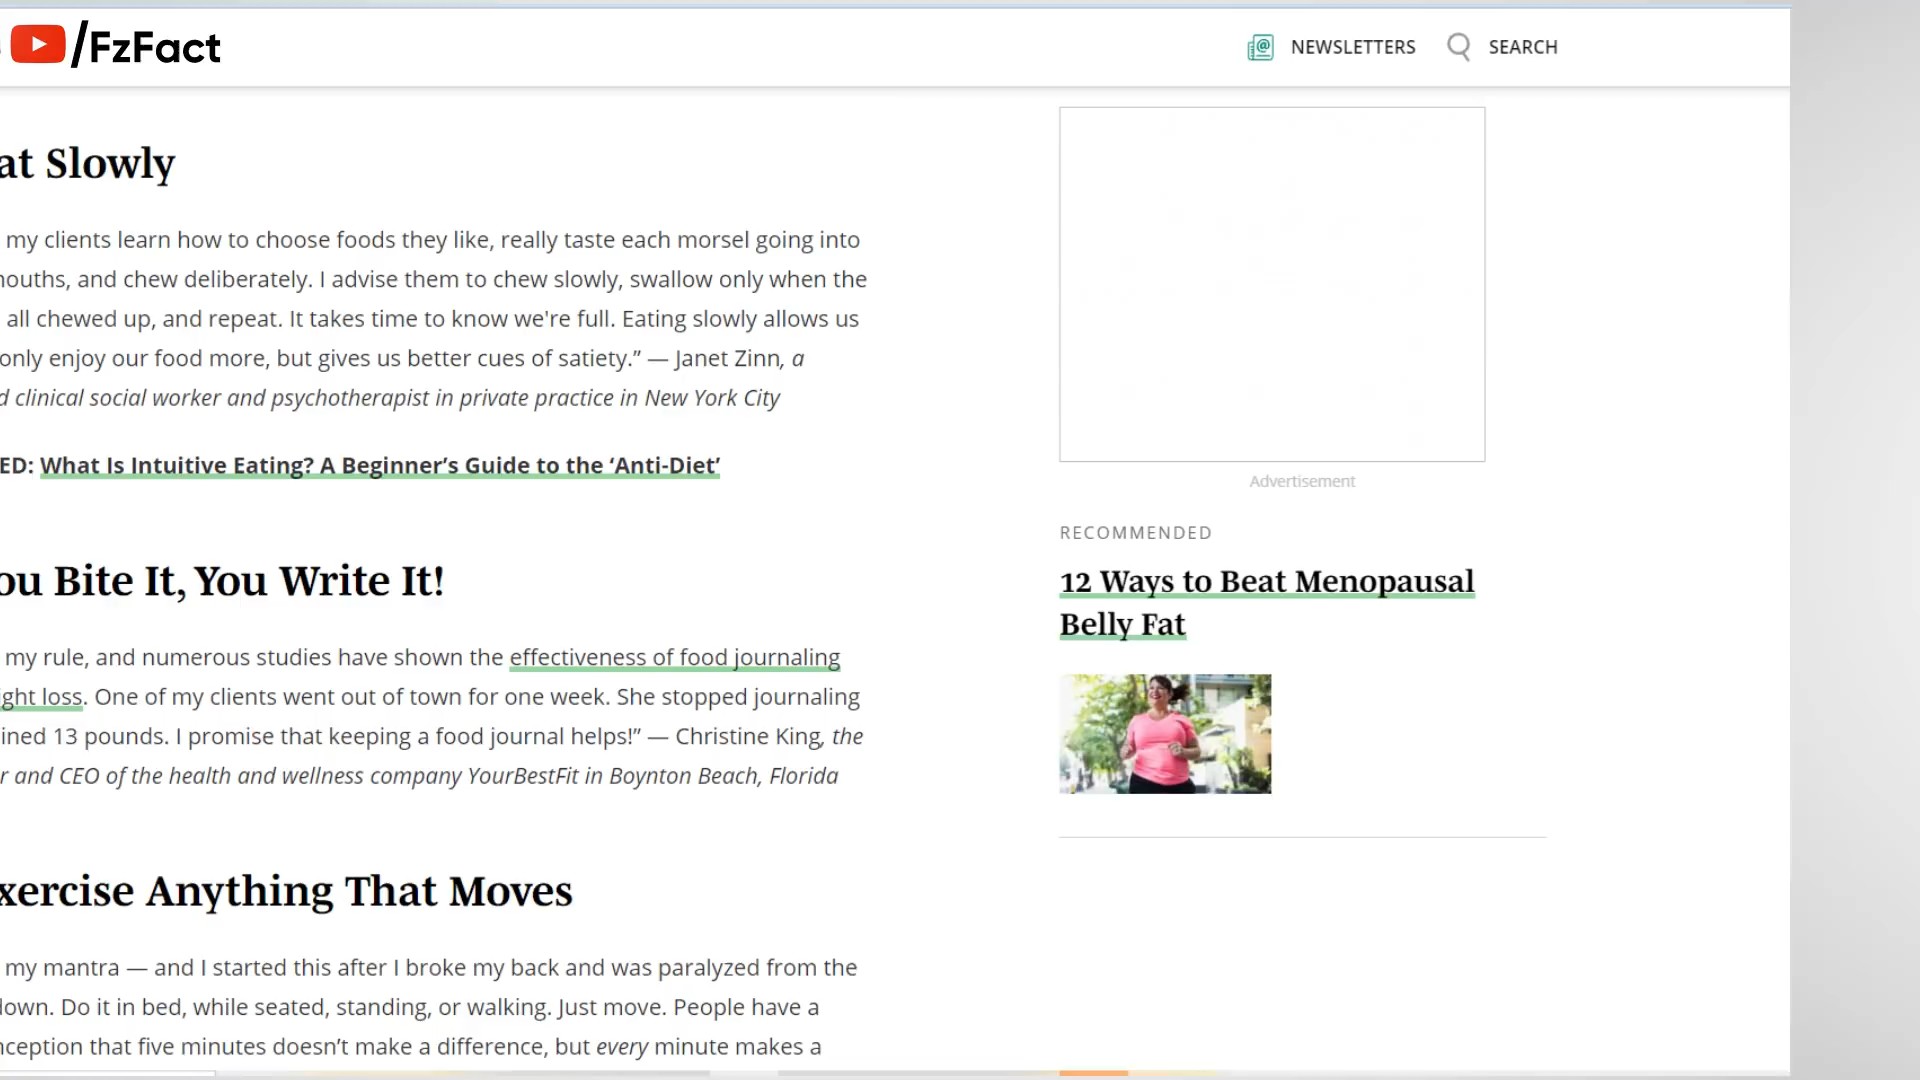 /FzFact
NEWSLETTERS
SEARCH
at Slowly
my clients learn how to choose foods they like, really taste each morsel going into
mouths, and chew deliberately. I advise them to chew slowly, swallow only when the
all chewed up, and repeat. It takes time to know we're full. Eating slowly allows us
only enjoy our food more, but gives us better cues of satiety.” — Janet Zinn, a
d clinical social worker and psychotherapist in private practice in New York City
ED: What Is Intuitive Eating? A Beginner’s Guide to the ‘Anti-Diet’
ou Bite It, You Write It!
my rule, and numerous studies have shown the effectiveness of food journaling
ight loss. One of my clients went out of town for one week. She stopped journaling
ined 13 pounds. I promise that keeping a food journal helps!” — Christine King, the
r and CEO of the health and wellness company YourBestFit in Boynton Beach, Florida
xercise Anything That Moves
my mantra — and I started this after I broke my back and was paralyzed from the
down. Do it in bed, while seated, standing, or walking. Just move. People have a
nception that five minutes doesn’t make a difference, but every minute makes a
Advertisement
RECOMMENDED
12 Ways to Beat Menopausal
Belly Fat